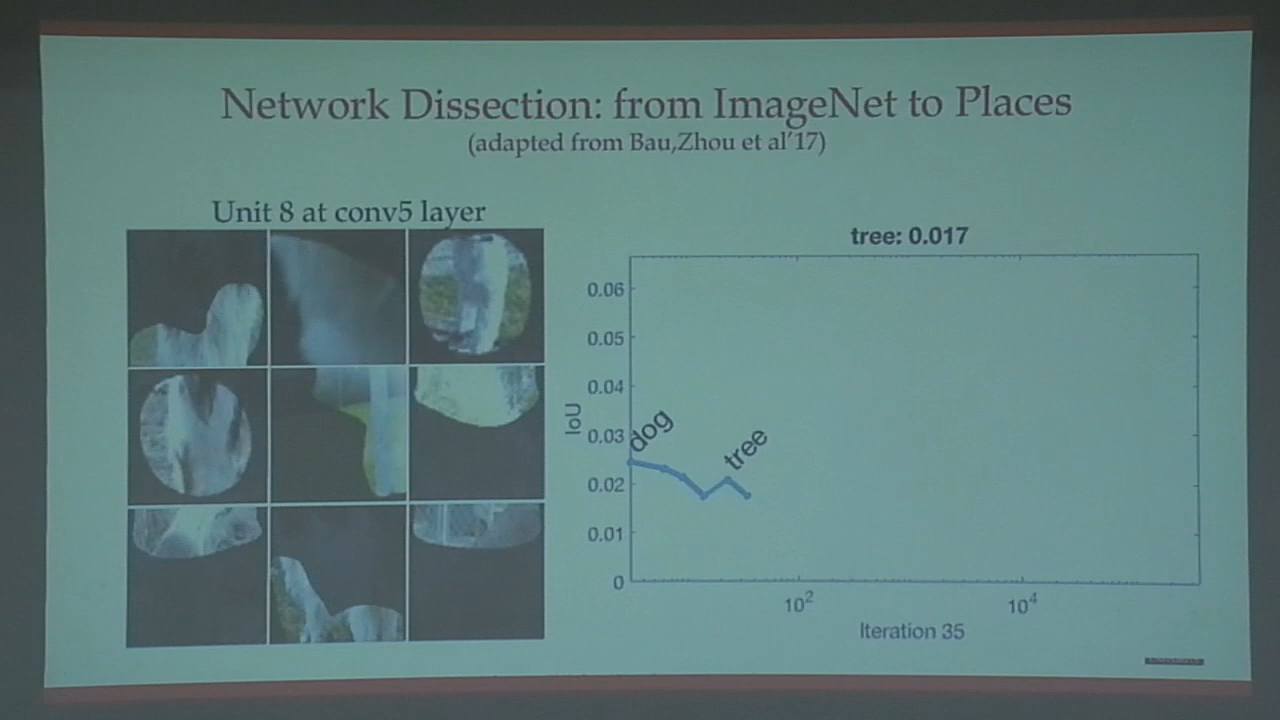 Network Dissection: from ImageNet to Places
(adapted from Bau,Zhou et al'17)
Unit 8 at conv5 layer
tree: 0.017
0.06
0.05
0.04
0.03
0.02
0.01
0
IoU
dog
tree
10²
10⁴
Iteration 35